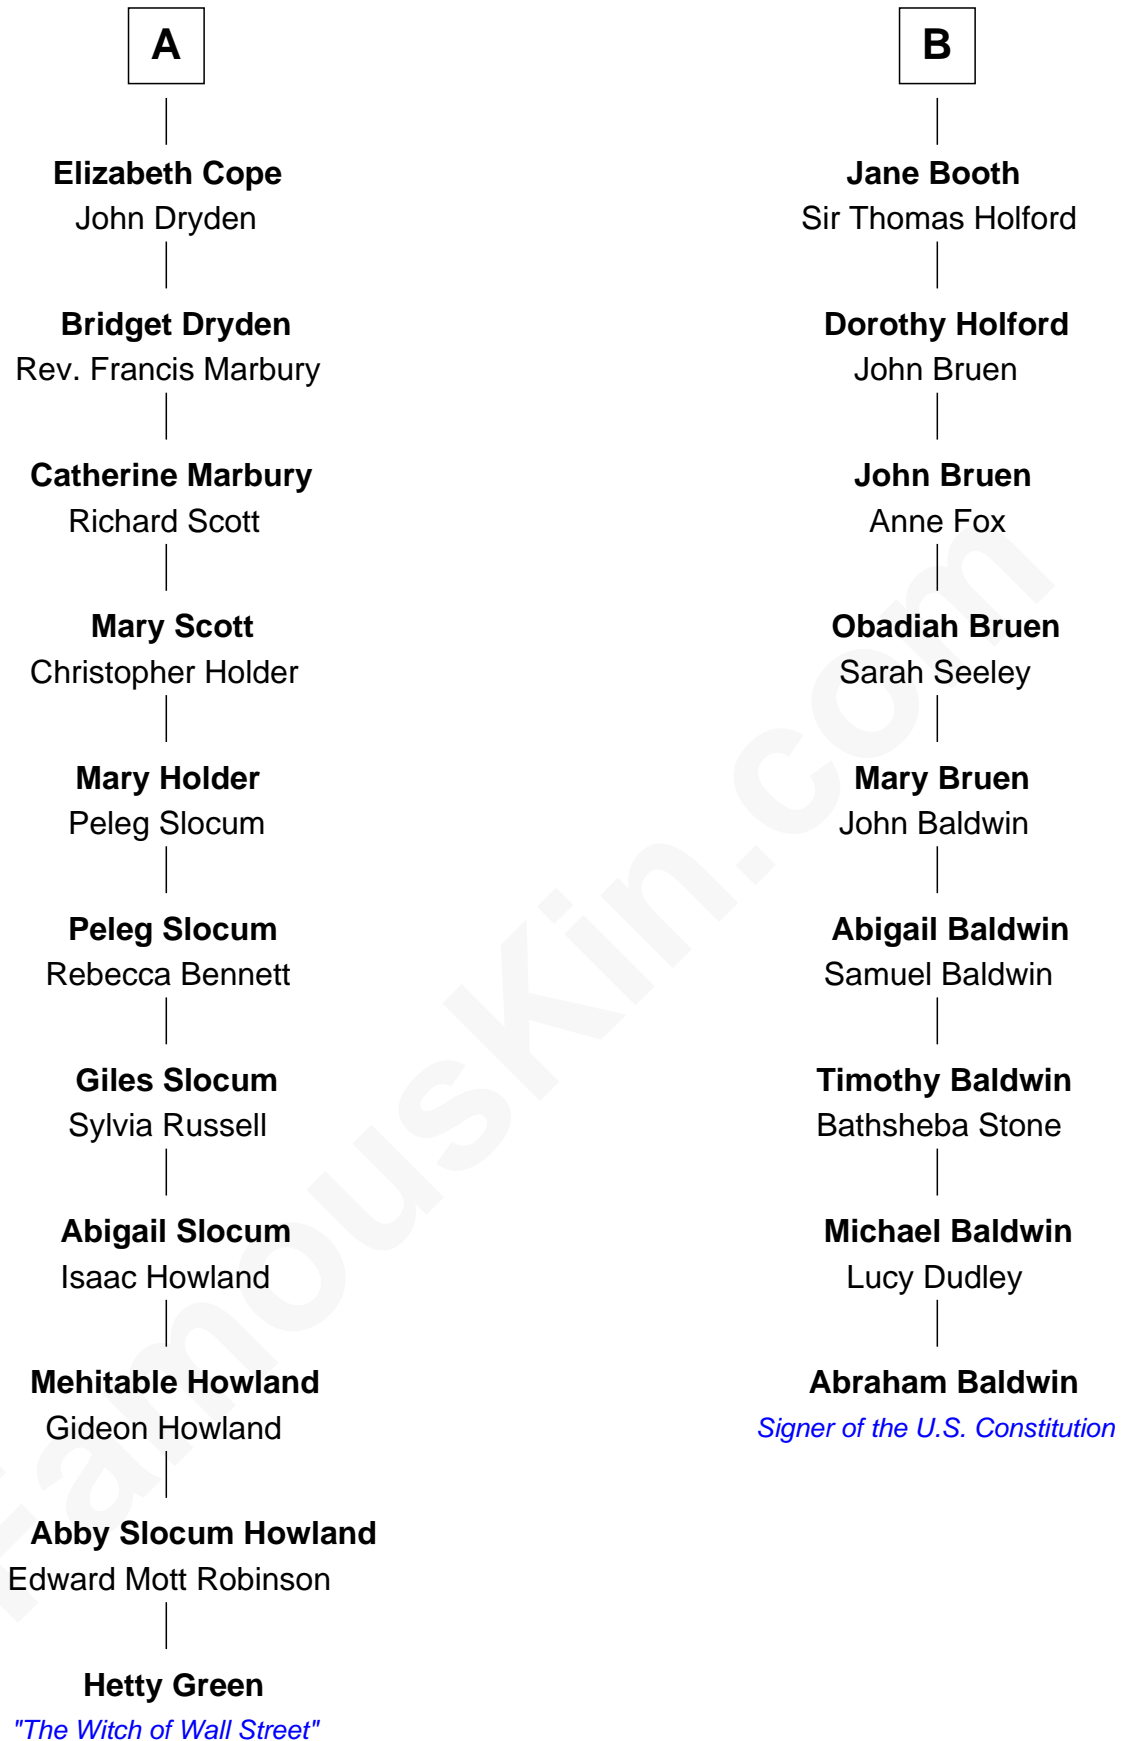 A
Elizabeth Cope
John Dryden
Bridget Dryden
Rev. Francis Marbury
Catherine Marbury
Richard Scott
Mary Scott
Christopher Holder
Mary Holder
Peleg Slocum
Peleg Slocum
Rebecca Bennett
Giles Slocum
Sylvia Russell
Abigail Slocum
Isaac Howland
Mehitable Howland
Gideon Howland
Abby Slocum Howland
Edward Mott Robinson
Hetty Green
"The Witch of Wall Street"
B
Jane Booth
Sir Thomas Holford
Dorothy Holford
John Bruen
John Bruen
Anne Fox
Obadiah Bruen
Sarah Seeley
Mary Bruen
John Baldwin
Abigail Baldwin
Samuel Baldwin
Timothy Baldwin
Bathsheba Stone
Michael Baldwin
Lucy Dudley
Abraham Baldwin
Signer of the U.S. Constitution
FamousKin.com